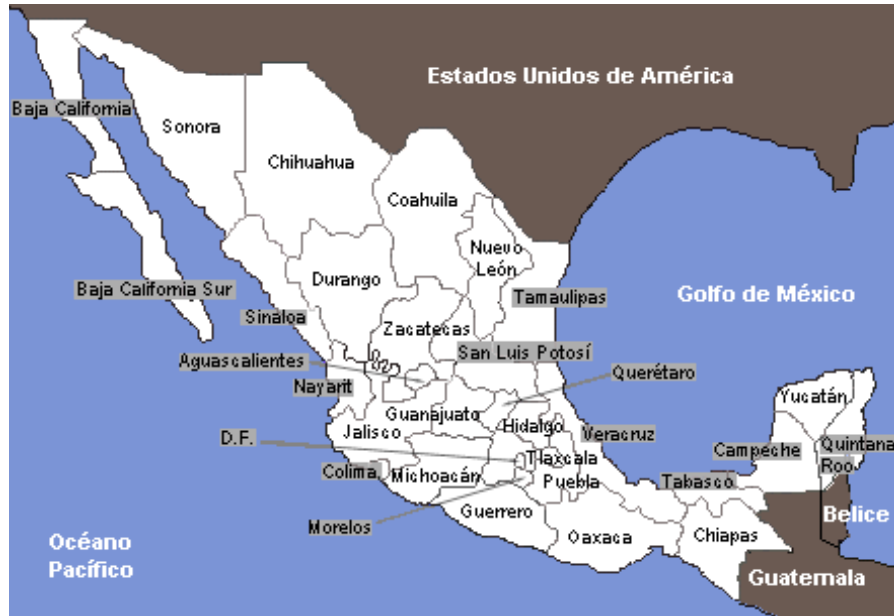 Estados Unidos de América
Baja California
Sonora
Chihuahua
Coahuila
Nuevo
León
Durango
Baja California Sur
Tamaulipas
Golfo de México
Sinaloa
Zacatecas
San Luis Potosí
Aguascalientes
Querétaro
Nayarit
Yucatán
Guanajuato
Hidalgo
Jalisco
Veracruz
D.F.
Campeche
Quintana
Roo
Tlaxcala
Colima
Michoacán
Puebla
Tabasco
Guerrero
Morelos
Belice
Oaxaca
Chiapas
Océano
Pacífico
Guatemala